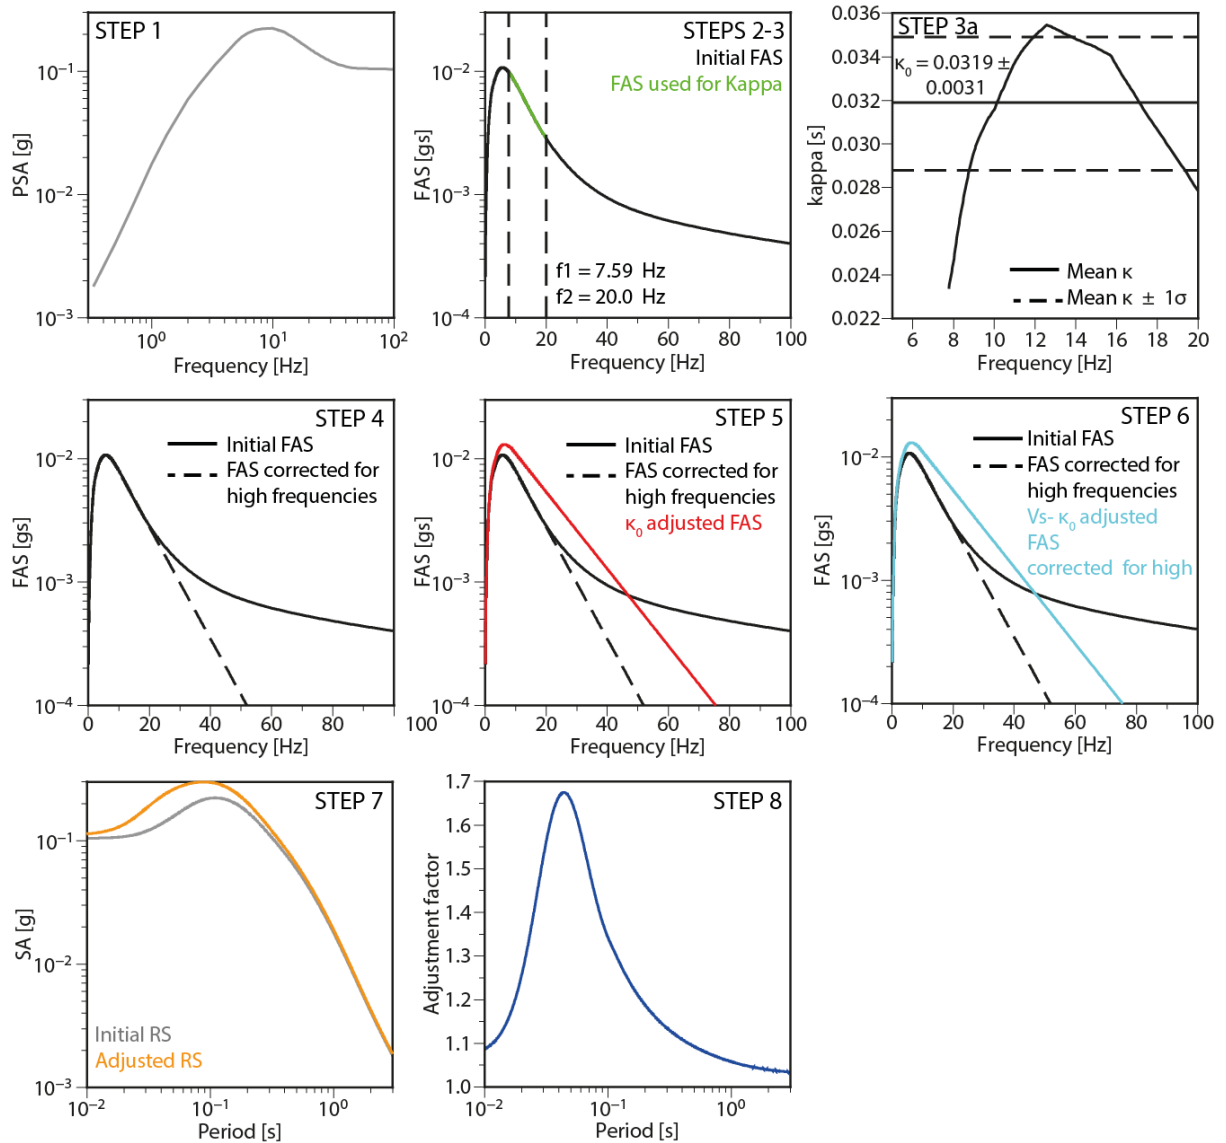 STEP 1
PSA [g]
10⁻¹
10⁻²
10⁻³
10⁰
10¹
10²
Frequency [Hz]
STEPS 2-3
Initial FAS
FAS used for Kappa
FAS [gs]
10⁻²
10⁻³
10⁻⁴
f1 = 7.59 Hz
f2 = 20.0 Hz
0 20 40 60 80 100
Frequency [Hz]
STEP 3a
κ₀ = 0.0319 ±
0.0031
kappa [s]
0.036
0.034
0.032
0.030
0.028
0.026
0.024
0.022
Mean κ
Mean κ ± 1σ
6 8 10 12 14 16 18 20
Frequency [Hz]
STEP 4
Initial FAS
FAS corrected for
high frequencies
FAS [gs]
10⁻²
10⁻³
10⁻⁴
0 20 40 60 80 100
Frequency [Hz]
STEP 5
Initial FAS
FAS corrected for
high frequencies
κ₀ adjusted FAS
FAS [gs]
10⁻²
10⁻³
10⁻⁴
0 20 40 60 80 100
Frequency [Hz]
STEP 6
Initial FAS
FAS corrected for
high frequencies
Vs- κ₀ adjusted
FAS
corrected for high
FAS [gs]
10⁻²
10⁻³
10⁻⁴
0 20 40 60 80 100
Frequency [Hz]
STEP 7
SA [g]
10⁻¹
10⁻²
10⁻³
Initial RS
Adjusted RS
10⁻² 10⁻¹ 10⁰
Period [s]
STEP 8
Adjustment factor
1.7
1.6
1.5
1.4
1.3
1.2
1.1
1.0
10⁻² 10⁻¹ 10⁰
Period [s]